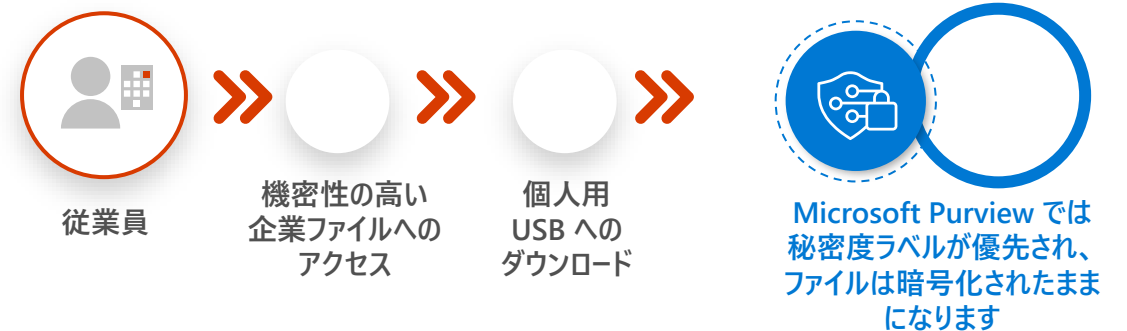 従業員
機密性の高い
企業ファイルへの
アクセス
個人用
USB への
ダウンロード
Microsoft Purview では
秘密度ラベルが優先され、
ファイルは暗号化されたまま
になります